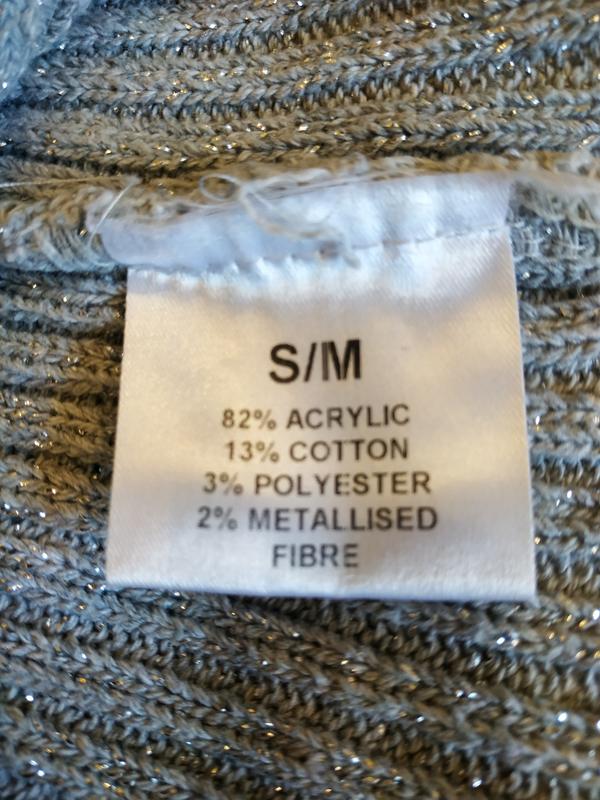 S/M
82% ACRYLIC
13% COTTON
3% POLYESTER
2% METALLISED
FIBRE